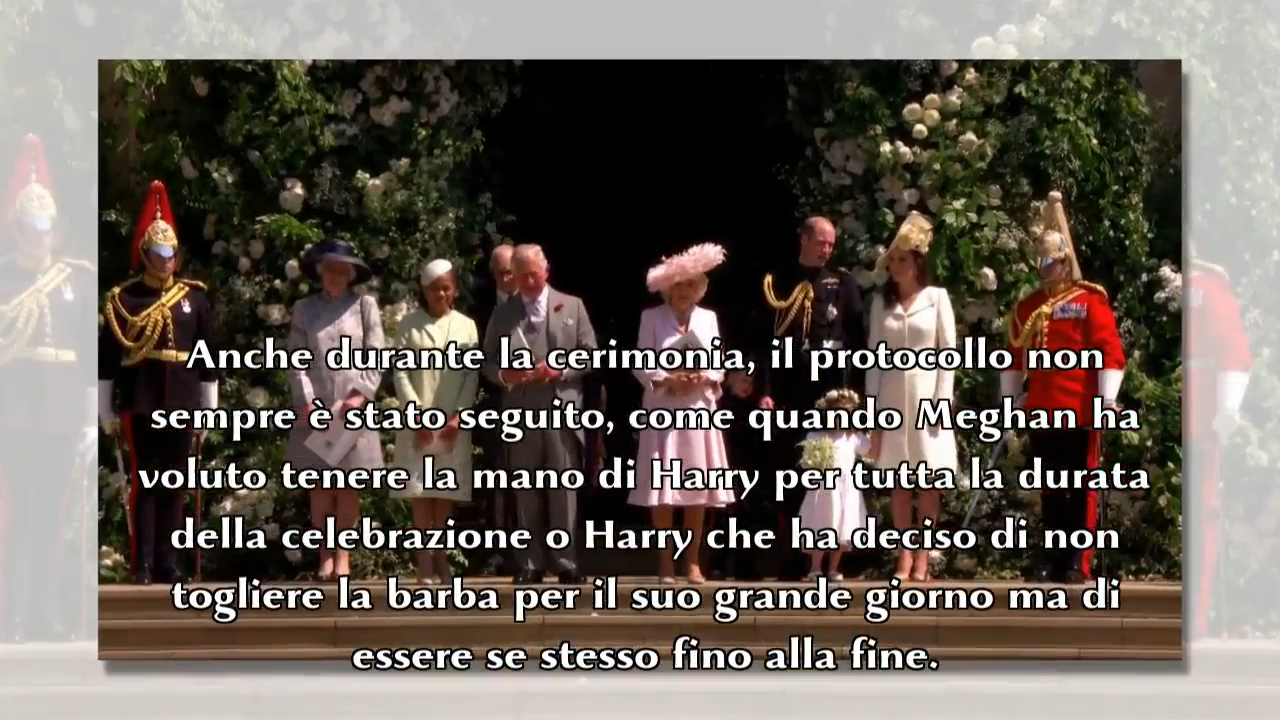 Anche durante la cerimonia, il protocollo non
sempre è stato seguito, come quando Meghan ha
voluto tenere la mano di Harry per tutta la durata
della celebrazione o Harry che ha deciso di non
togliere la barba per il suo grande giorno ma di
essere se stesso fino alla fine.